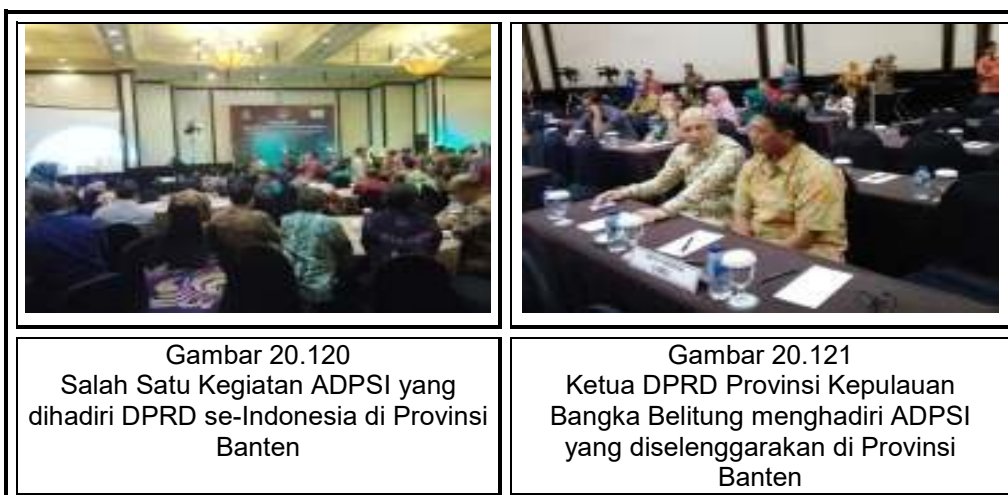 Gambar 20.120
Salah Satu Kegiatan ADPSI yang
dihadiri DPRD se-Indonesia di Provinsi
Banten
Gambar 20.121
Ketua DPRD Provinsi Kepulauan
Bangka Belitung menghadiri ADPSI
yang diselenggarakan di Provinsi
Banten